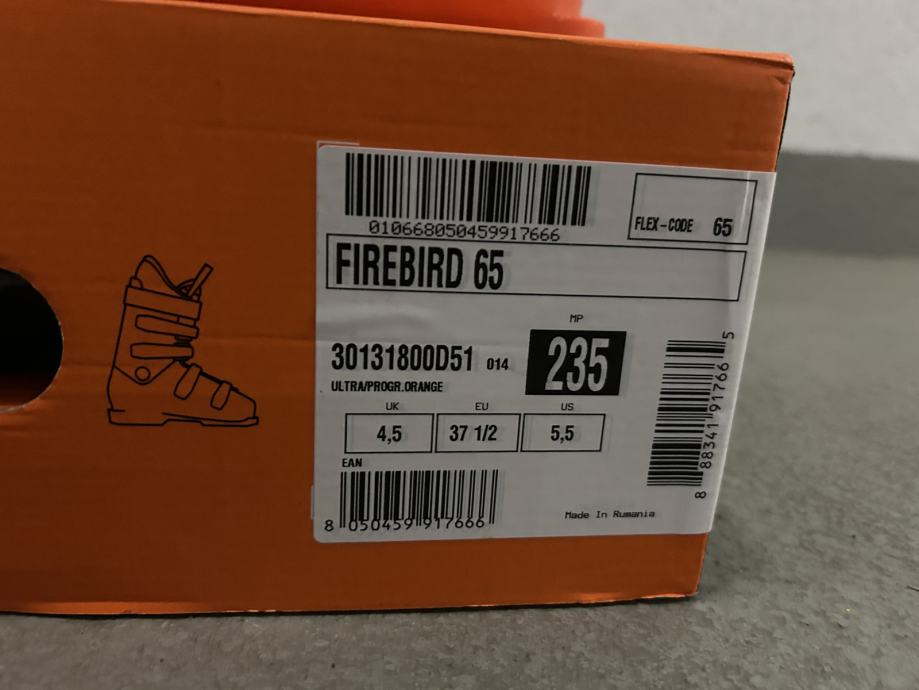 010668050459917666
FLEX-CODE 65
FIREBIRD 65
MP
30131800D51 014
235
ULTRA/PROGR.ORANGE
UK EU US
4,5 37 1/2 5,5
EAN
8 050459 917666
Made In Rumania
8 88341 91766 5